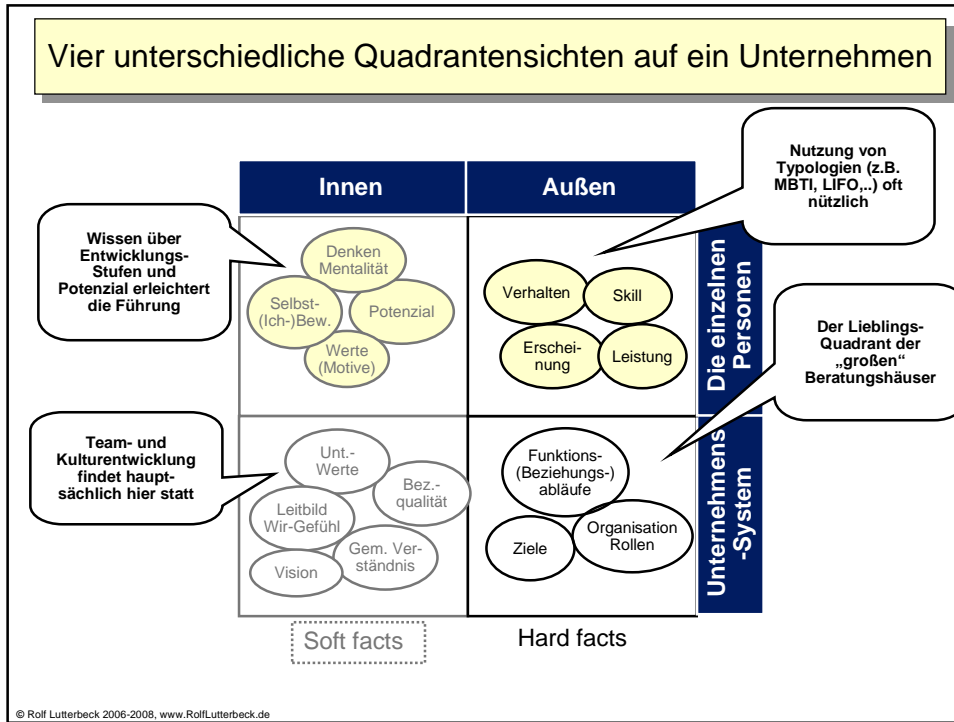 Vier unterschiedliche Quadrantensichten auf ein Unternehmen
Nutzung von
Typologien (z.B.
MBTI, LIFO,..) oft
nützlich
Innen
Außen
Wissen über
Entwicklungs-
Stufen und
Potenzial erleichtert
die Führung
Denken
Mentalität
Selbst-
(Ich-)Bew.
Potenzial
Werte
(Motive)
Verhalten
Skill
Erschei-
nung
Leistung
Die einzelnen
Personen
Der Lieblings-
Quadrant der
„großen“
Beratungshäuser
Team- und
Kulturentwicklung
findet haupt-
sächlich hier statt
Unt.-
Werte
Bez.-
qualität
Leitbild
Wir-Gefühl
Gem. Ver-
ständnis
Vision
Funktions-
(Beziehungs-)
abläufe
Ziele
Organisation
Rollen
Unternehmens
-System
Soft facts
Hard facts
© Rolf Lutterbeck 2006-2008, www.RolfLutterbeck.de